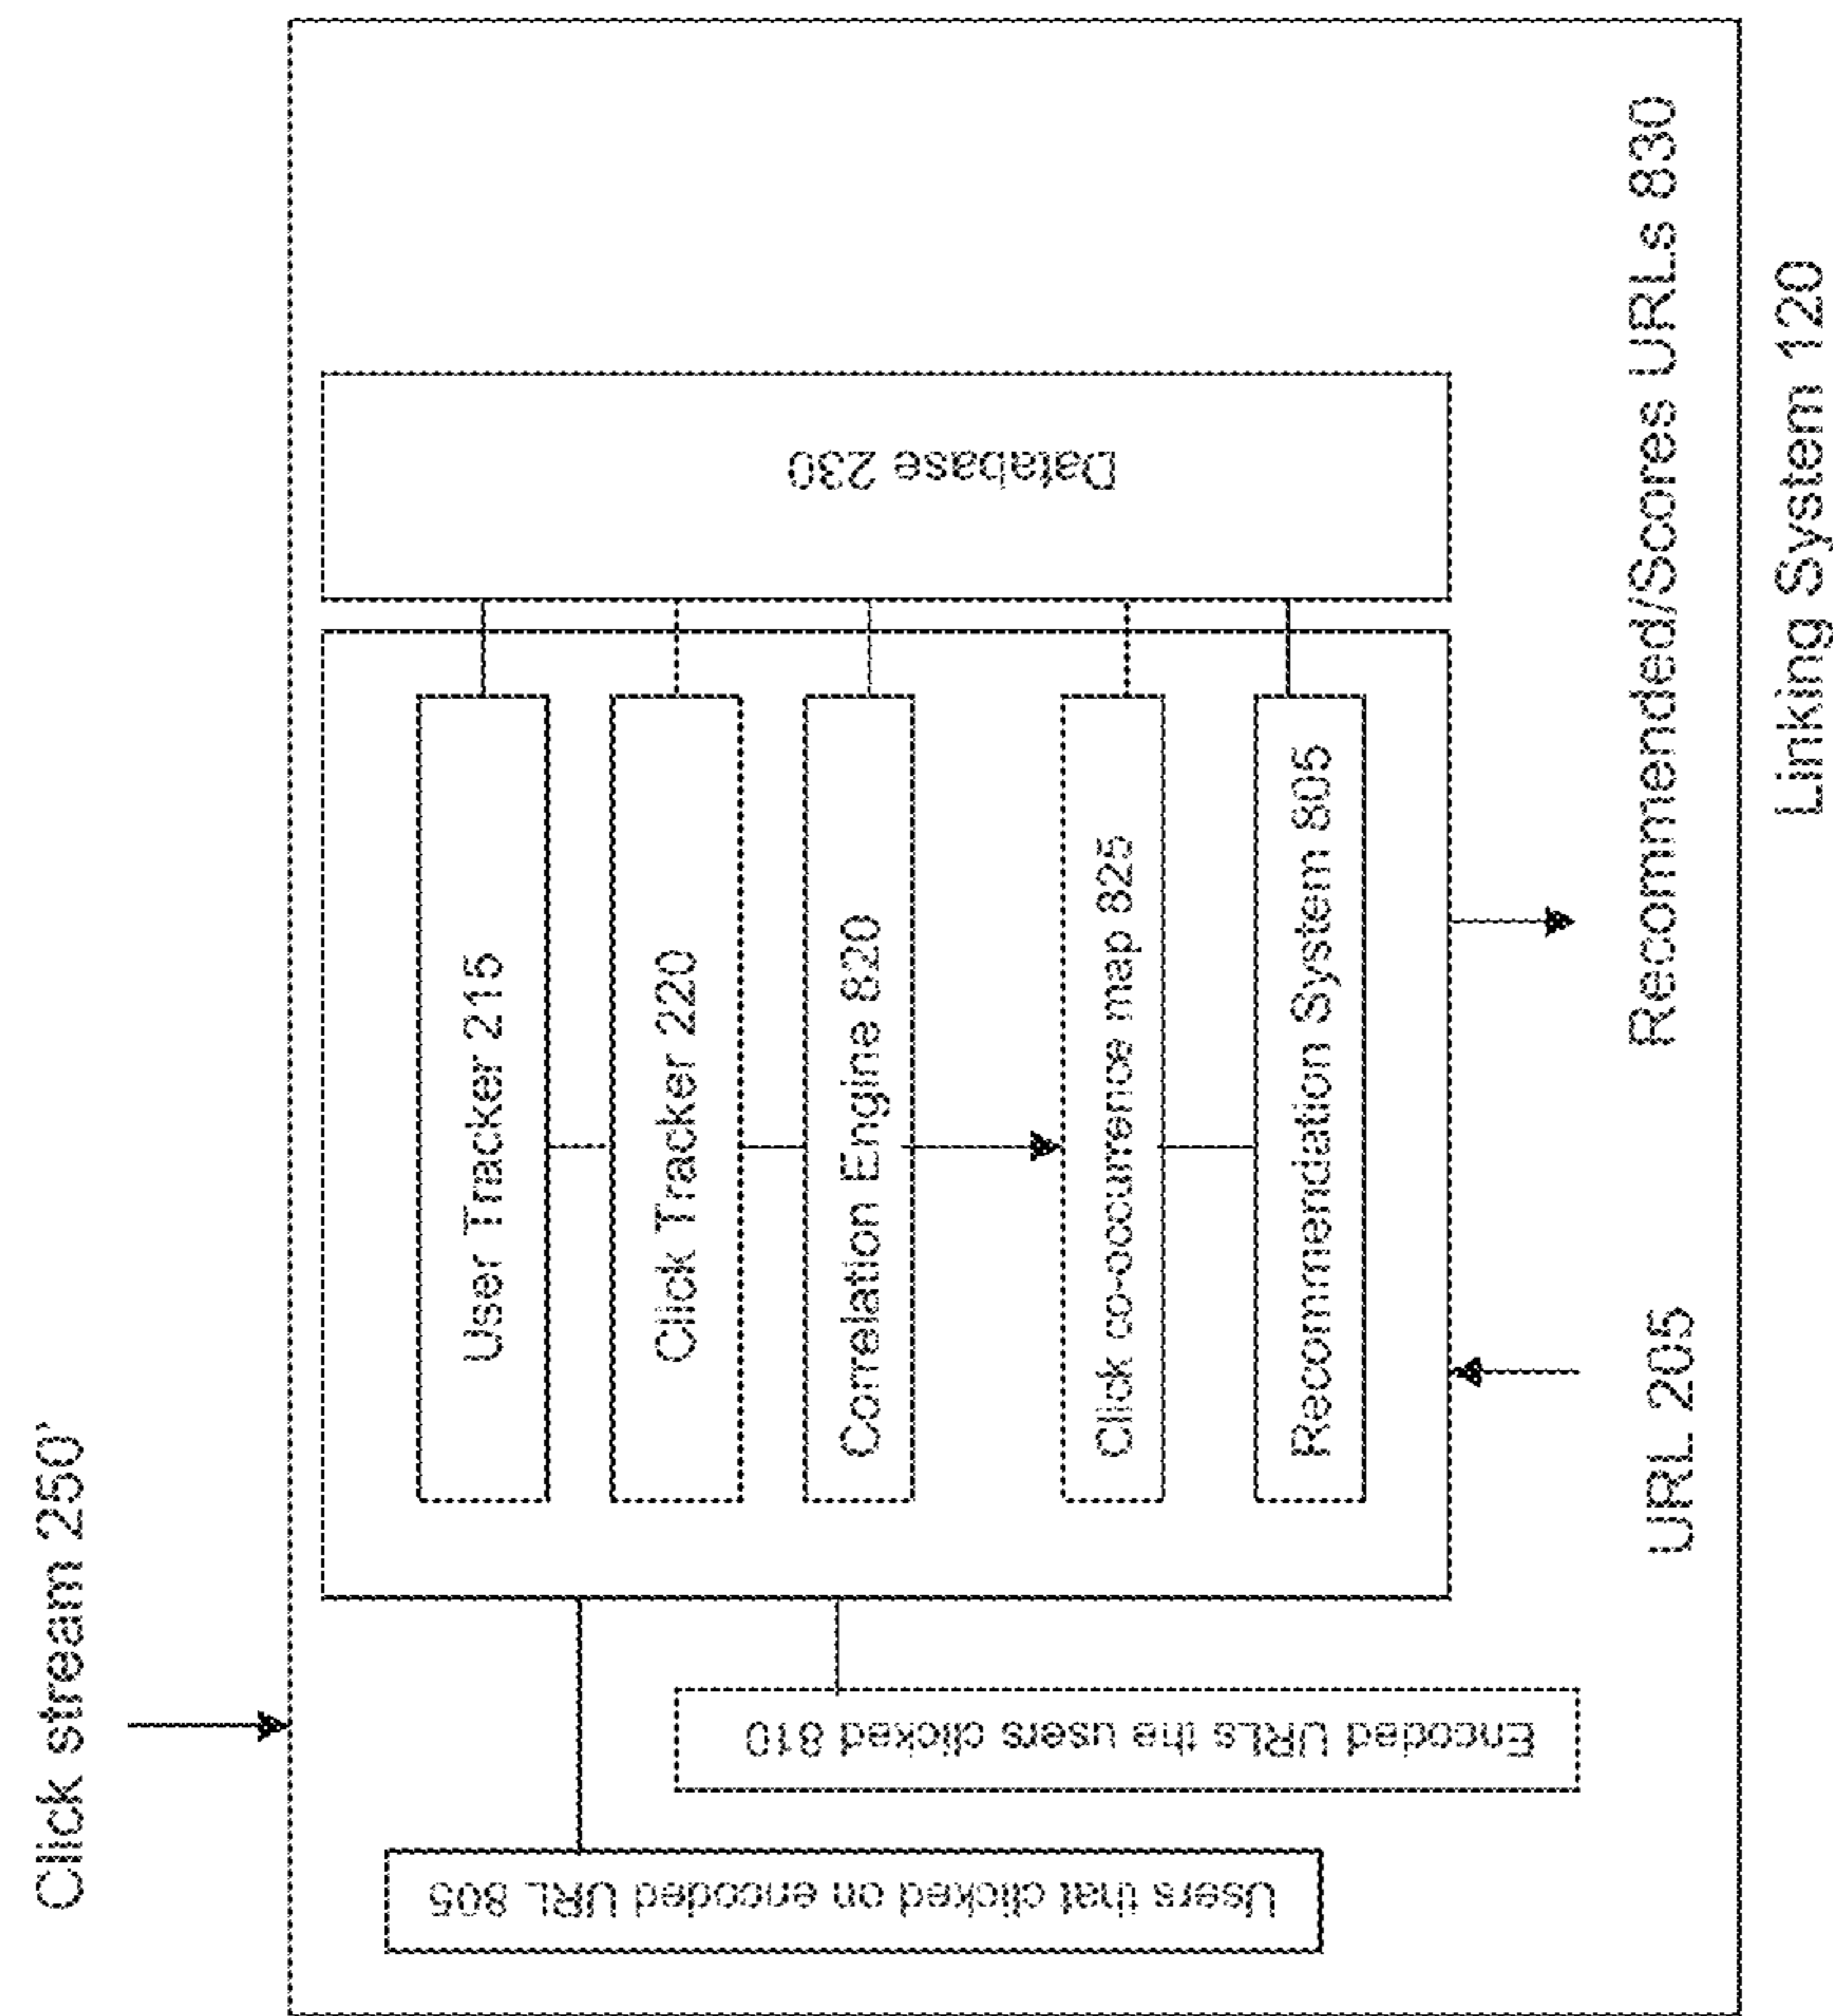 Click stream 250'
Users that clicked on encoded URL 805
Encoded URLs the users clicked 810
User Tracker 215
Click Tracker 220
Correlation Engine 820
Click co-occurrence map 825
Recommendation System 805
Database 230
URL 205
Recommended/Scores URLs 830
Linking System 120